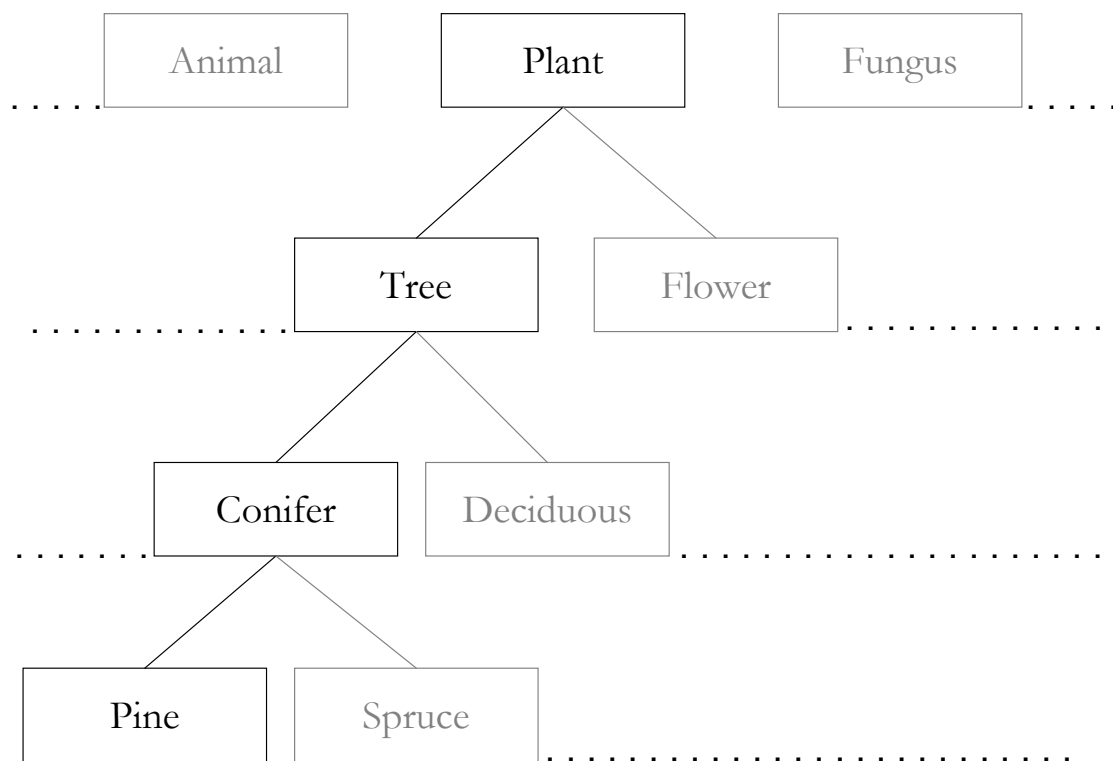 Animal Plant Fungus
Tree Flower
Conifer Deciduous
Pine Spruce